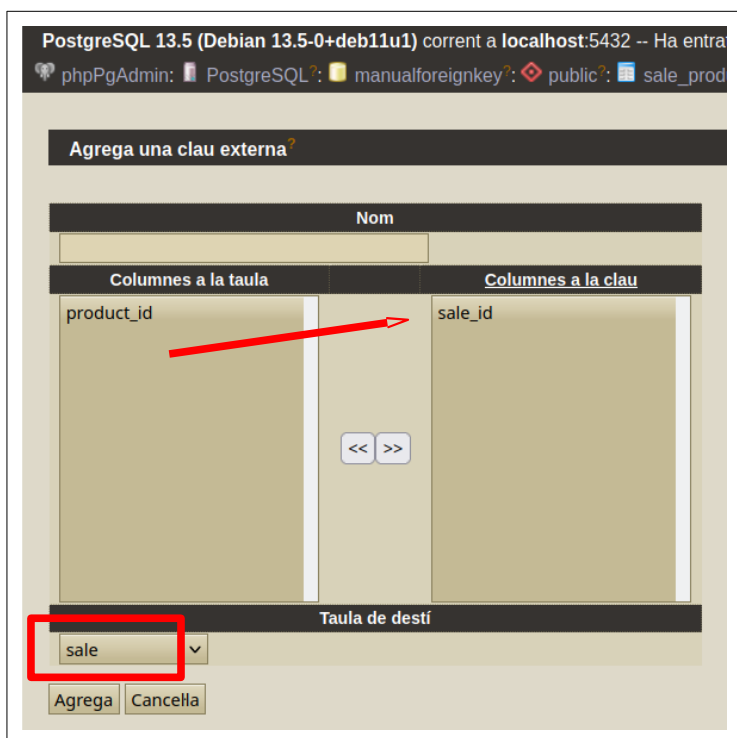 PostgreSQL 13.5 (Debian 13.5-0+deb11u1) corrent a localhost:5432 -- Ha entra
phpPgAdmin: PostgreSQL?: manualforeignkey?: public?: sale_prod
Agrega una clau externa?
Nom
Columnes a la taula Columnes a la clau
product_id sale_id
<< >>
Taula de destí
sale
Agrega Canceŀla